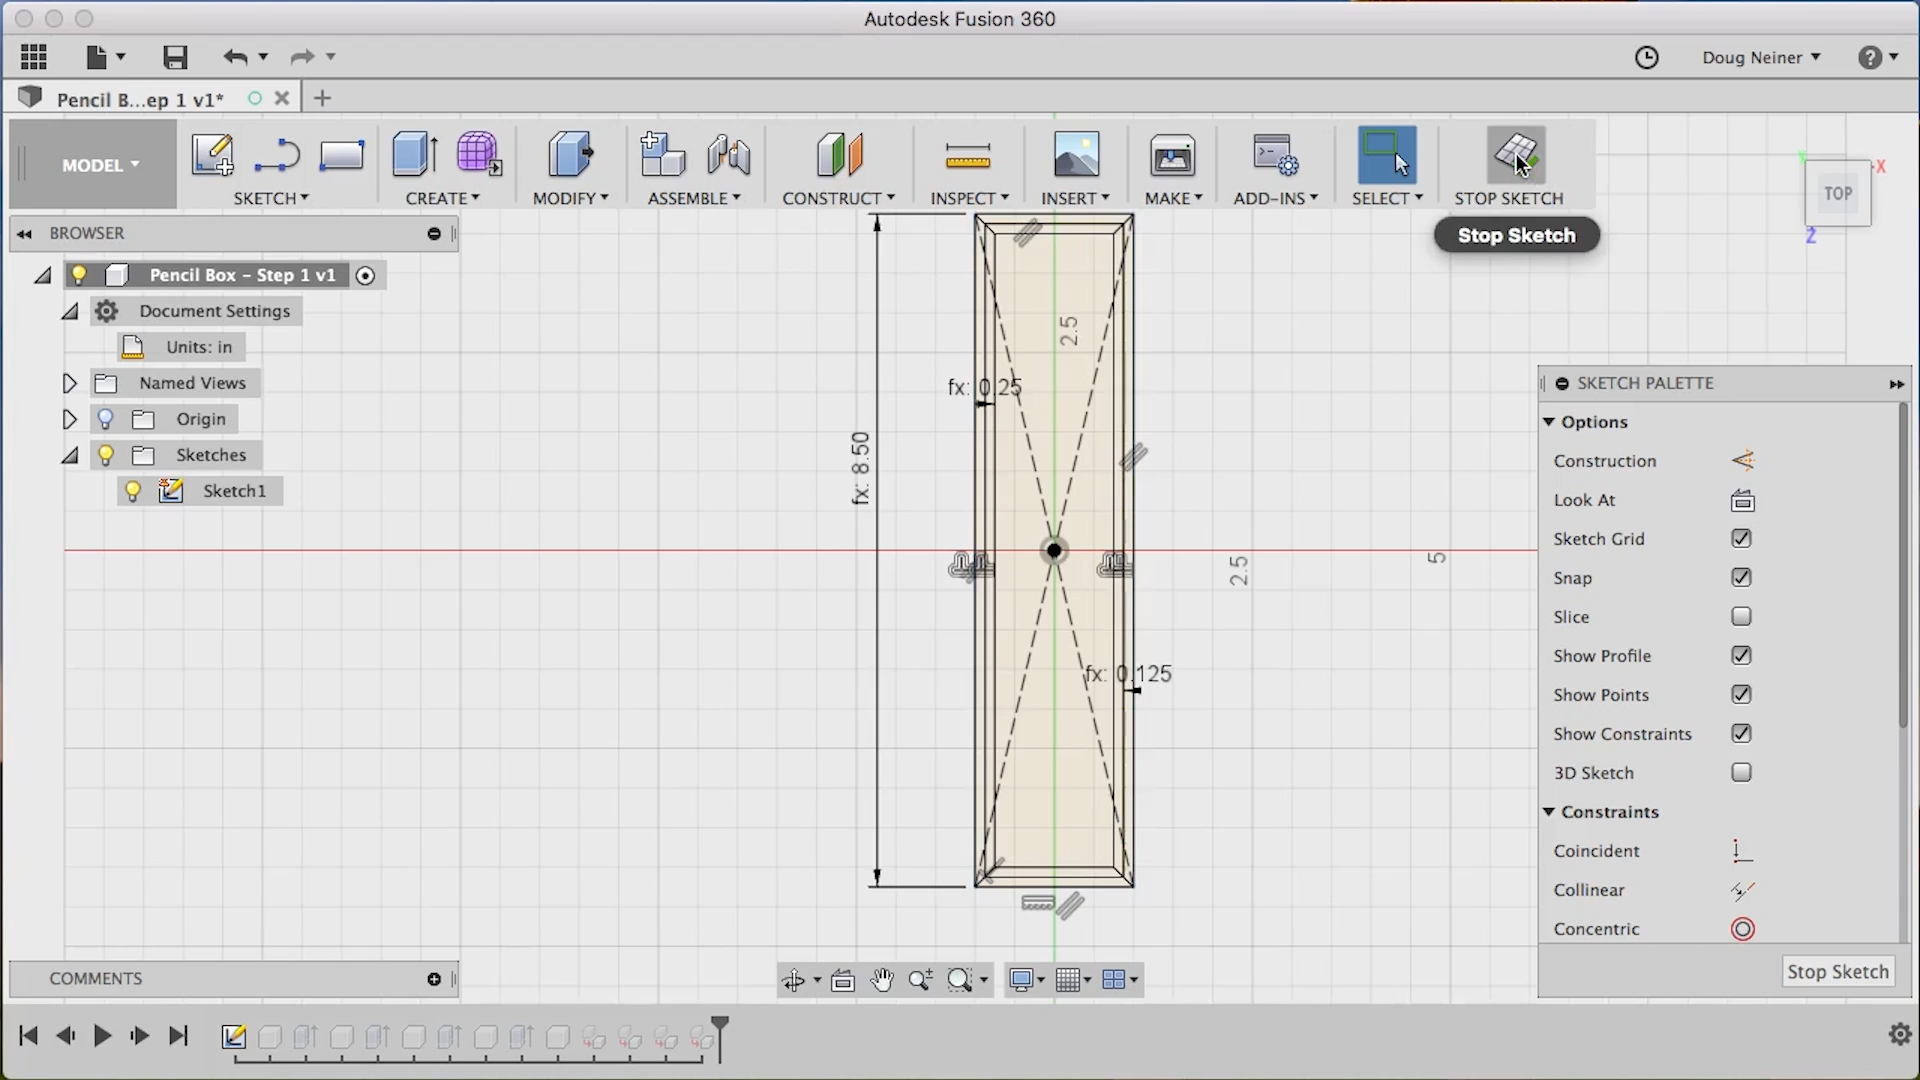 Autodesk Fusion 360
Doug Neiner
Pencil B...ep 1 v1*
MODEL
SKETCH
CREATE
MODIFY
ASSEMBLE
CONSTRUCT
INSPECT
INSERT
MAKE
ADD-INS
SELECT
STOP SKETCH
Stop Sketch
TOP
X
Y
Z
BROWSER
Pencil Box - Step 1 v1
Document Settings
Units: in
Named Views
Origin
Sketches
Sketch1
2.5
fx: 0.25
fx: 8.50
2.5
5
fx: 0.125
SKETCH PALETTE
Options
Construction
Look At
Sketch Grid
Snap
Slice
Show Profile
Show Points
Show Constraints
3D Sketch
Constraints
Coincident
Collinear
Concentric
Stop Sketch
COMMENTS